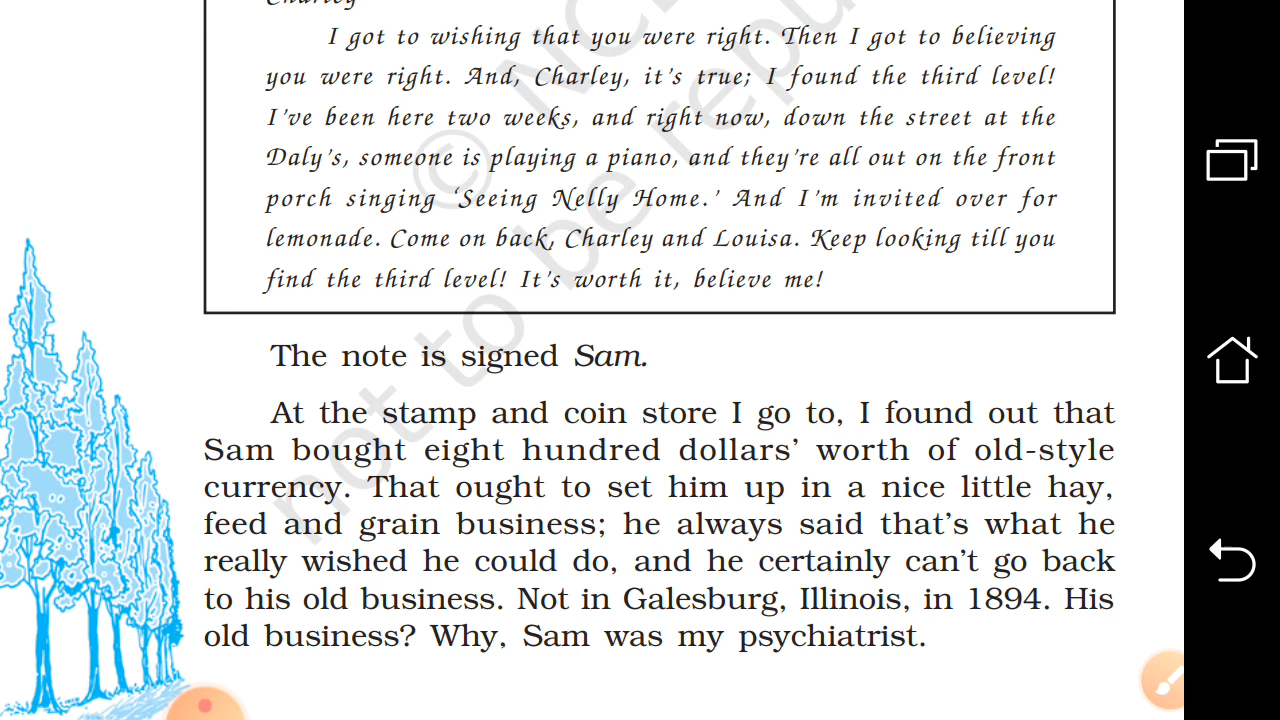 Charley
I got to wishing that you were right. Then I got to believing
you were right. And, Charley, it's true; I found the third level!
I've been here two weeks, and right now, down the street at the
Daly's, someone is playing a piano, and they're all out on the front
porch singing ‘Seeing Nelly Home.’ And I'm invited over for
lemonade. Come on back, Charley and Louisa. Keep looking till you
find the third level! It's worth it, believe me!
The note is signed Sam.
At the stamp and coin store I go to, I found out that
Sam bought eight hundred dollars’ worth of old-style
currency. That ought to set him up in a nice little hay,
feed and grain business; he always said that’s what he
really wished he could do, and he certainly can’t go back
to his old business. Not in Galesburg, Illinois, in 1894. His
old business? Why, Sam was my psychiatrist.
© NC
not to be repu